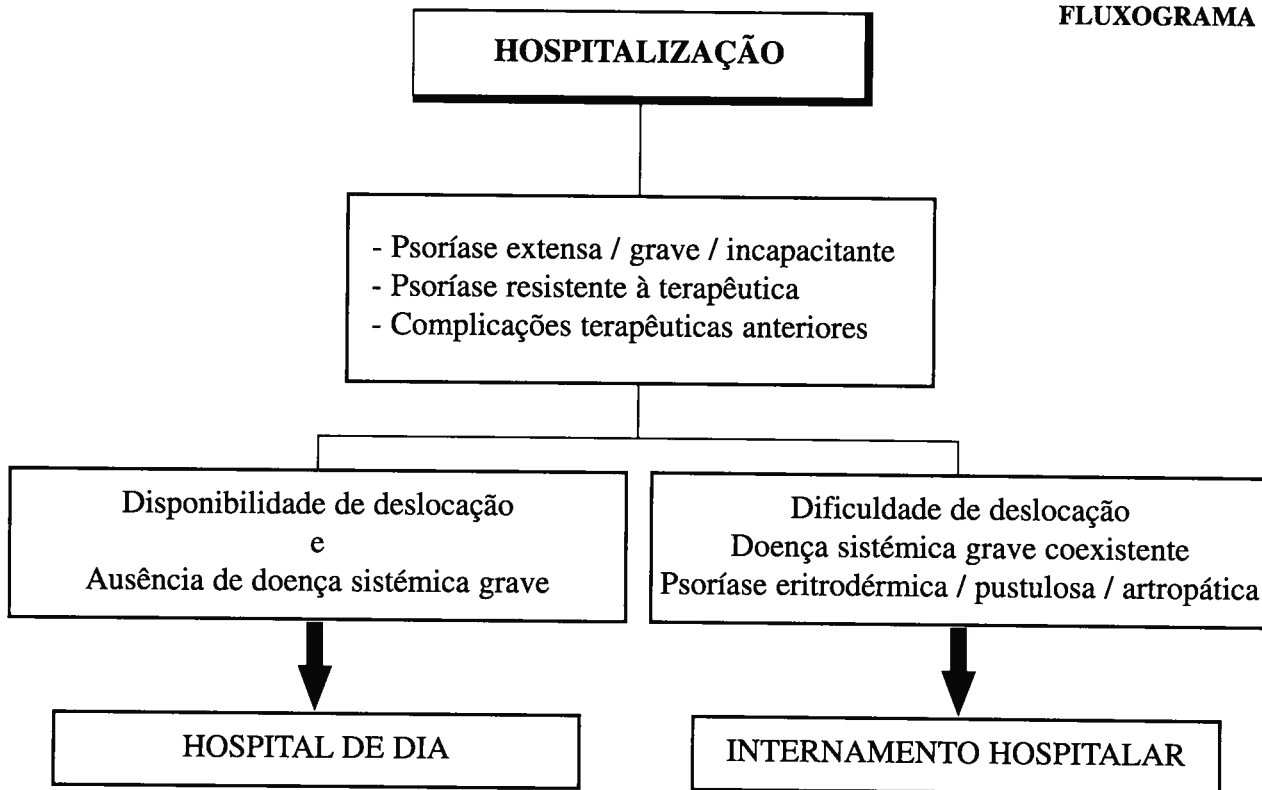 FLUXOGRAMA
HOSPITALIZAÇÃO
- Psoríase extensa / grave / incapacitante
- Psoríase resistente à terapêutica
- Complicações terapêuticas anteriores
Disponibilidade de deslocação
e
Ausência de doença sistémica grave
Dificuldade de deslocação
Doença sistémica grave coexistente
Psoríase eritrodérmica / pustulosa / artropática
HOSPITAL DE DIA
INTERNAMENTO HOSPITALAR